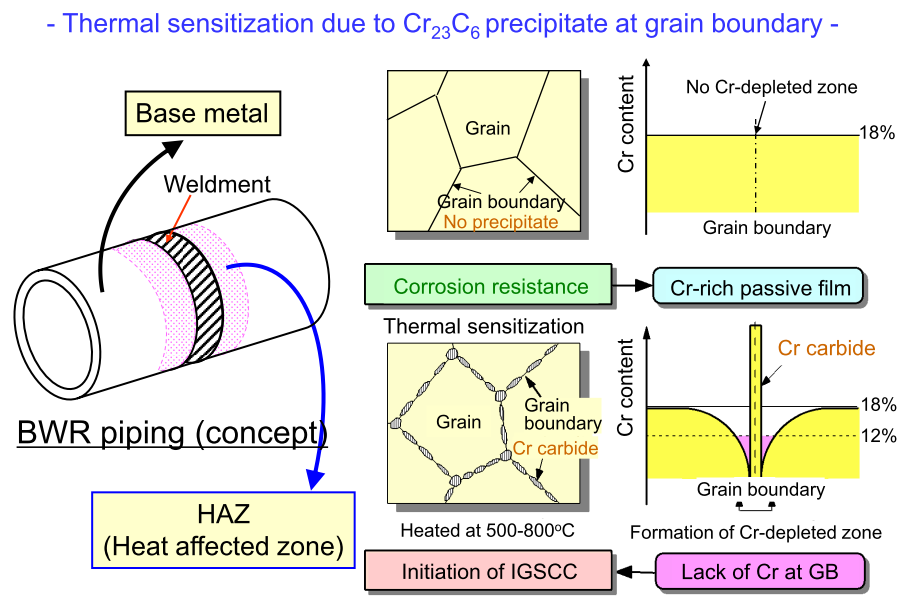 - Thermal sensitization due to Cr23C6 precipitate at grain boundary -
Base metal
Weldment
BWR piping (concept)
HAZ
(Heat affected zone)
Grain
Grain boundary
No precipitate
Cr content
No Cr-depleted zone
18%
Grain boundary
Corrosion resistance
Cr-rich passive film
Thermal sensitization
Grain
Grain
boundary
Cr carbide
Heated at 500-800oC
Cr content
Cr carbide
18%
12%
Grain boundary
Formation of Cr-depleted zone
Initiation of IGSCC
Lack of Cr at GB